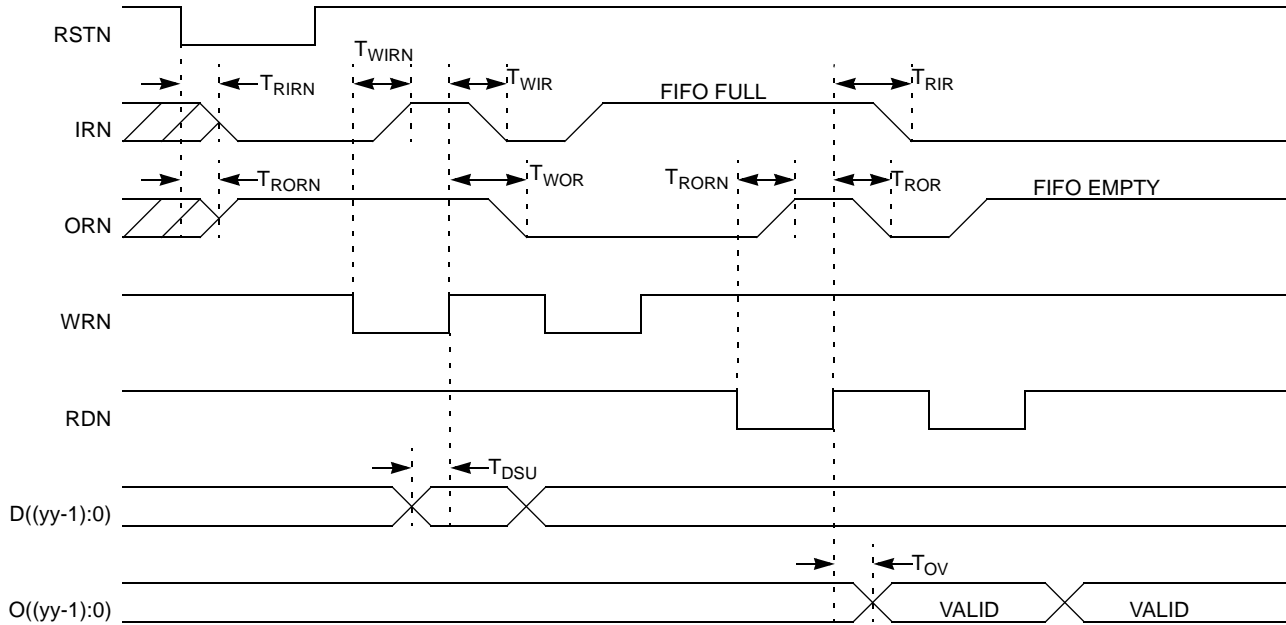 RSTN
TWIRN
TRIRN
TWIR
TRIR
IRN
FIFO FULL
TRORN
TWOR
TRORN
TROR
FIFO EMPTY
ORN
WRN
RDN
TDSU
D((yy-1):0)
TOV
O((yy-1):0)
VALID
VALID